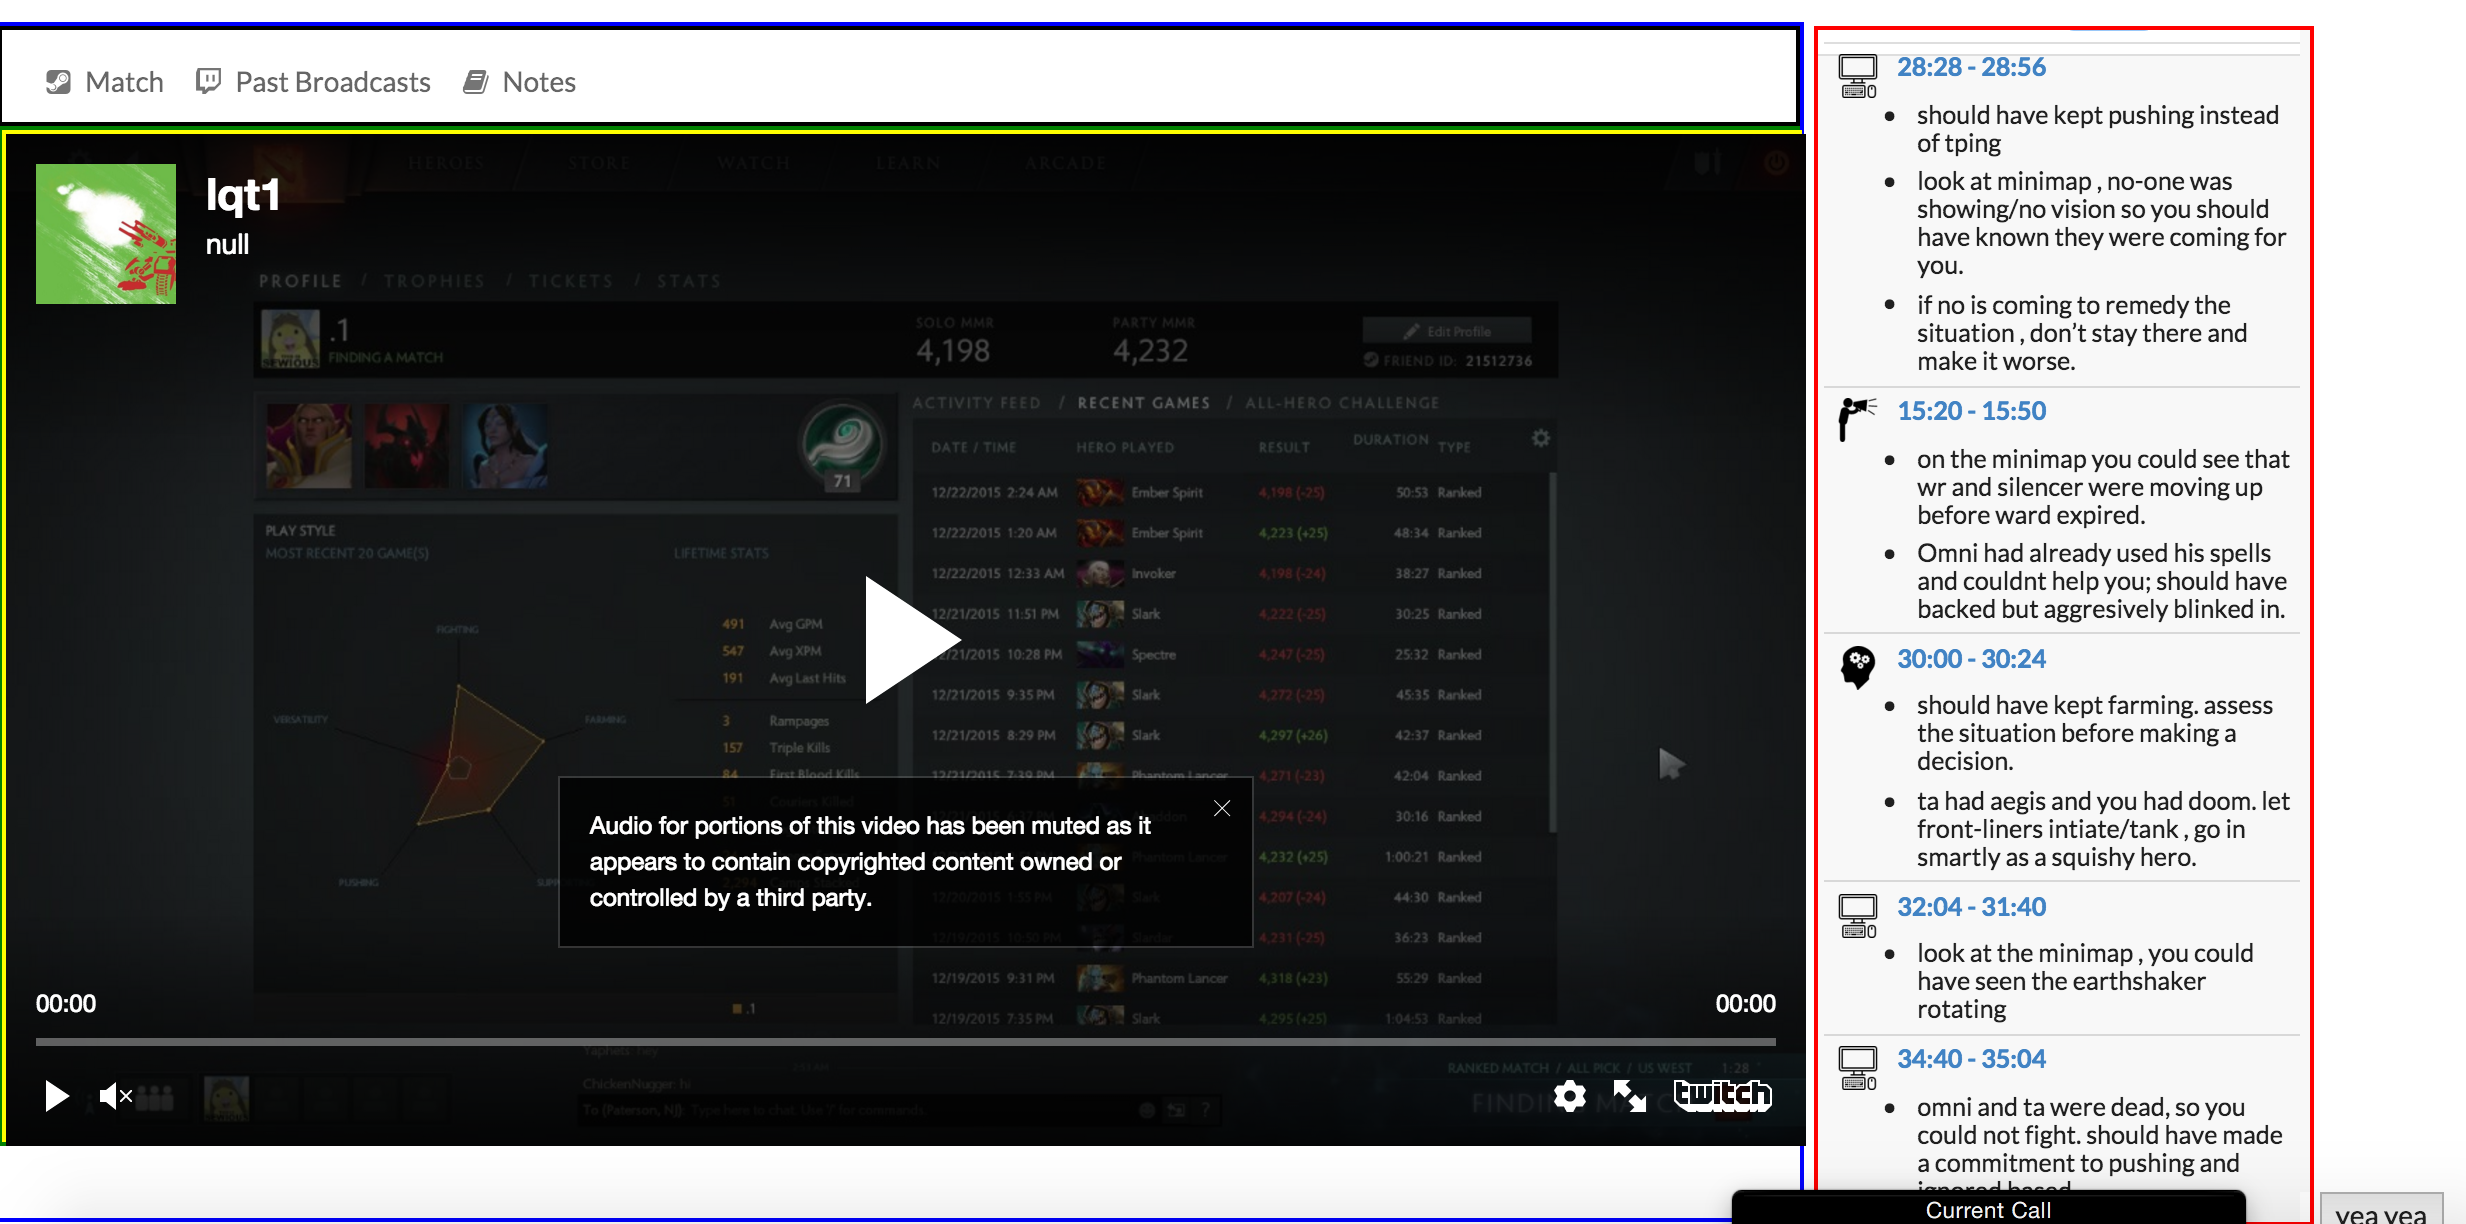 Match Past Broadcasts Notes
HEROES STORE WATCH LEARN ARCADE
lqt1
null
PROFILE / TROPHIES / TICKETS / STATS
.1
FINDING A MATCH
SOLO MMR
4,198
PARTY MMR
4,232
Edit Profile
FRIEND ID: 21512736
71
ACTIVITY FEED / RECENT GAMES / ALL-HERO CHALLENGE
DATE / TIME HERO PLAYED RESULT DURATION TYPE
12/22/2015 2:24 AM Ember Spirit 4,198 (-25) 50:53 Ranked
12/22/2015 1:20 AM Ember Spirit 4,223 (+25) 48:34 Ranked
12/22/2015 12:33 AM Invoker 4,198 (-24) 38:27 Ranked
12/21/2015 11:51 PM Slark 4,222 (-25) 30:25 Ranked
/21/2015 10:28 PM Spectre 4,247 (-25) 25:32 Ranked
12/21/2015 9:35 PM Slark 4,272 (-25) 45:35 Ranked
12/21/2015 8:29 PM Slark 4,297 (+26) 42:37 Ranked
12/21/2015 7:39 PM Phantom Lancer 4,271 (-23) 42:04 Ranked
4,294 (-24) 30:16 Ranked
Phantom Lancer 4,232 (+25) 1:00:21 Ranked
12/20/2015 1:55 PM Slark 4,207 (-24) 44:30 Ranked
12/19/2015 10:50 PM 4,231 (-25) 36:23 Ranked
12/19/2015 9:31 PM Phantom Lancer 4,318 (+23) 55:29 Ranked
12/19/2015 7:35 PM Slark 4,295 (+25) 1:04:53 Ranked
PLAY STYLE
MOST RECENT 20 GAME(S)
LIFETIME STATS
FIGHTING
FARMING
PUSHING
VERSATILITY
491 Avg GPM
547 Avg XPM
191 Avg Last Hits
3 Rampages
157 Triple Kills
84 First Blood Kills
51 Couriers Killed
.1
Audio for portions of this video has been muted as it
appears to contain copyrighted content owned or
controlled by a third party.
00:00
00:00
Yaphets: hey
ChickenNugger: hi
To (Paterson, NJ): Type here to chat. Use '/' for commands.
RANKED MATCH / ALL PICK / US WEST 1:28
twitch
28:28 - 28:56
should have kept pushing instead
of tping
look at minimap , no-one was
showing/no vision so you should
have known they were coming for
you.
if no is coming to remedy the
situation , don't stay there and
make it worse.
15:20 - 15:50
on the minimap you could see that
wr and silencer were moving up
before ward expired.
Omni had already used his spells
and couldnt help you; should have
backed but aggresively blinked in.
30:00 - 30:24
should have kept farming. assess
the situation before making a
decision.
ta had aegis and you had doom. let
front-liners intiate/tank , go in
smartly as a squishy hero.
32:04 - 31:40
look at the minimap , you could
have seen the earthshaker
rotating
34:40 - 35:04
omni and ta were dead, so you
could not fight. should have made
a commitment to pushing and
ignored based
Current Call
yea yea